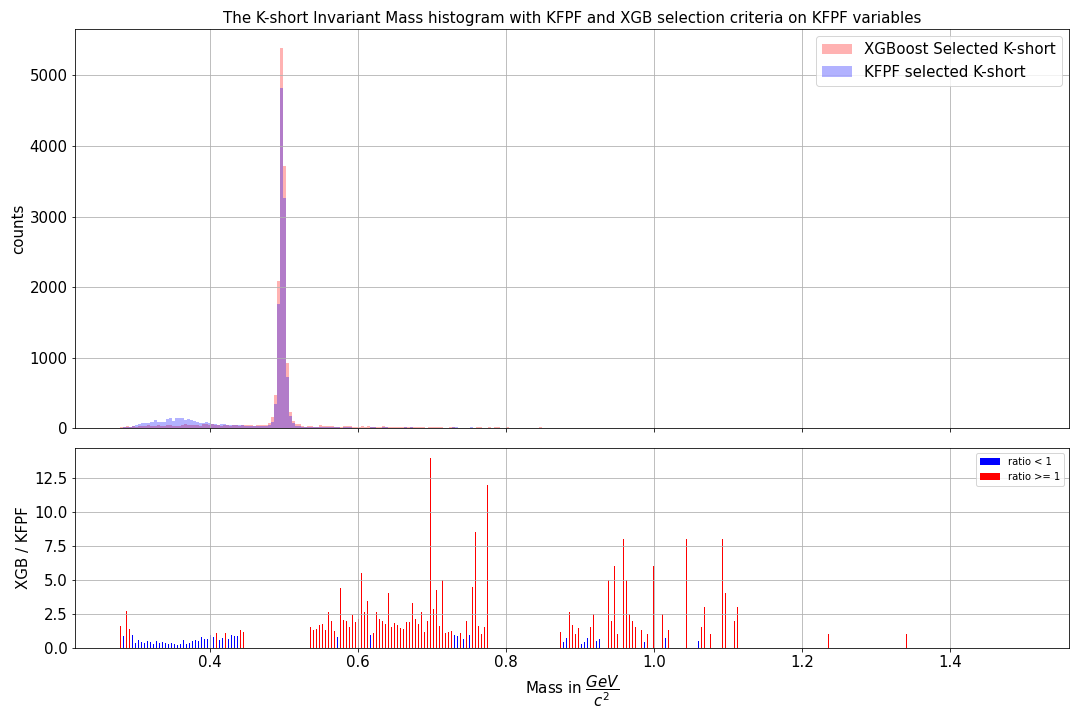 The K-short Invariant Mass histogram with KFPF and XGB selection criteria on KFPF variables
XGBoost Selected K-short
KFPF selected K-short
5000
4000
3000
2000
1000
0
counts
ratio < 1
ratio >= 1
12.5
10.0
7.5
5.0
2.5
0.0
XGB / KFPF
0.4 0.6 0.8 1.0 1.2 1.4
Mass in GeV/c²